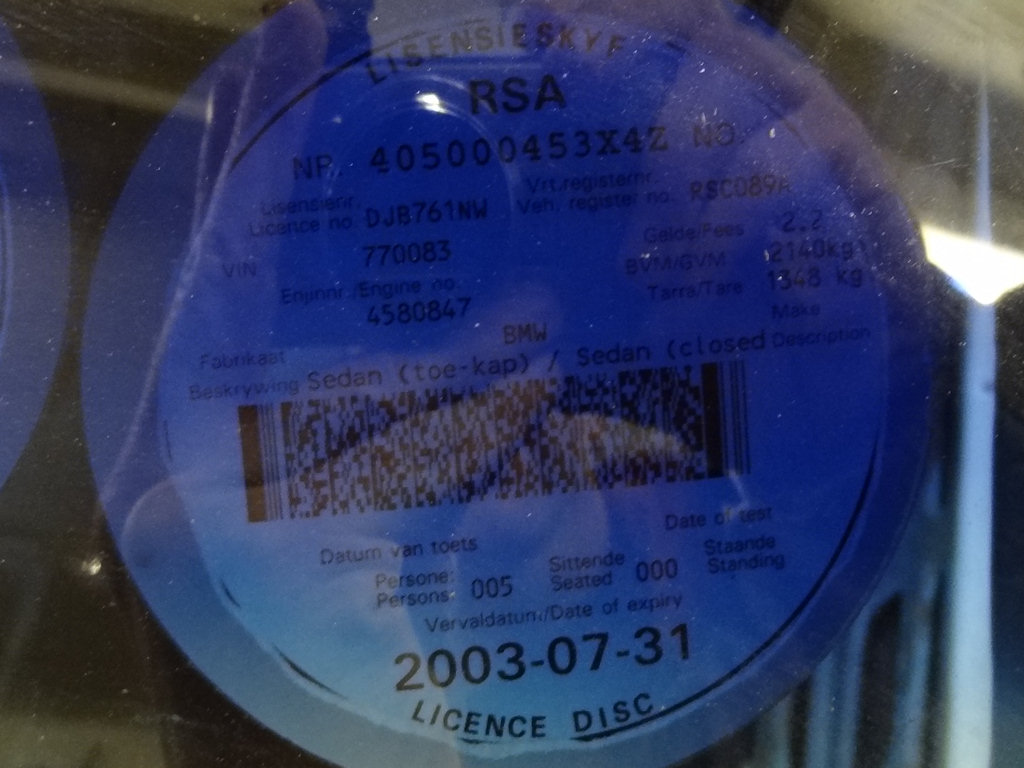 LISENSIESKYF
RSA
NR. 405000453X4Z NO.
Lisensienr. Vrt.registernr.
Licence no. DJB761NW Veh. register no. RSC089A
VIN 770083 Gelde/Fees 2.2
BVM/GVM 2140kg
Enjinnr./Engine no. Tarra/Tare 1348 kg
4580847
Fabrikaat BMW Make
Beskrywing Sedan (toe-kap) / Sedan (closed Description
Datum van toets Date of test
Persone: Sittende Staande
Persons: 005 Seated 000 Standing
Vervaldatum/Date of expiry
2003-07-31
LICENCE DISC